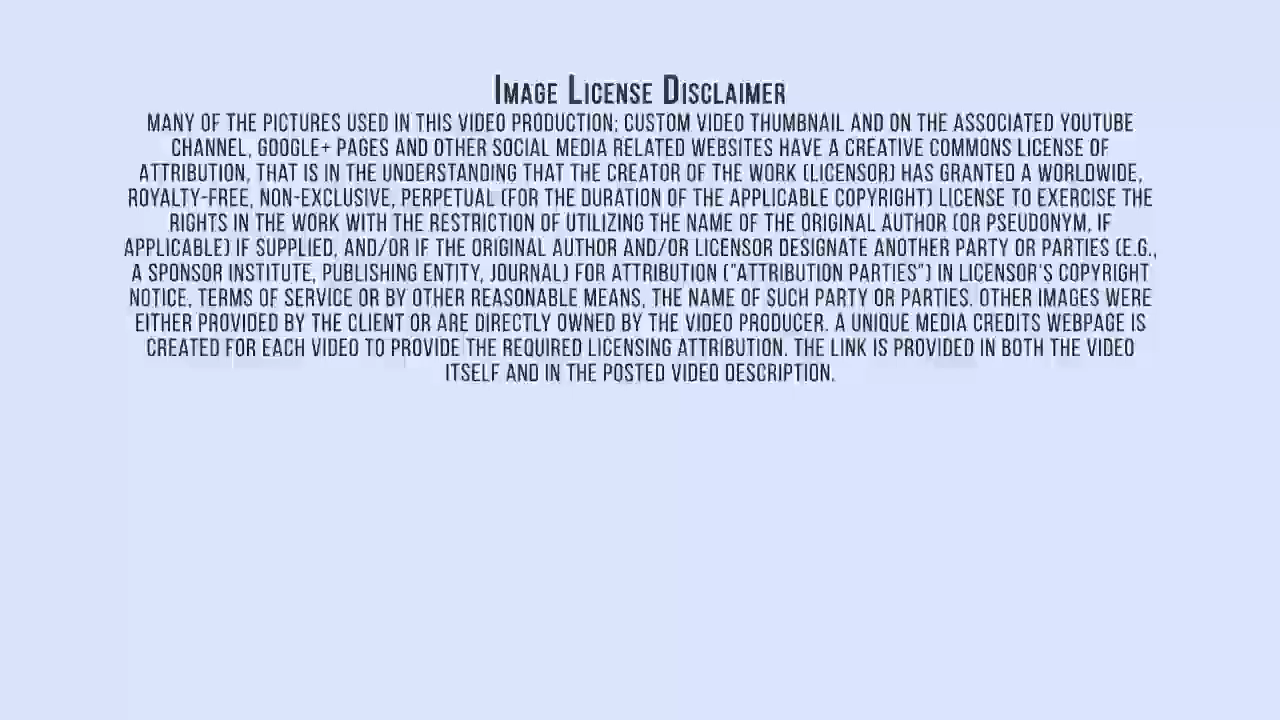 Image License Disclaimer
MANY OF THE PICTURES USED IN THIS VIDEO PRODUCTION; CUSTOM VIDEO THUMBNAIL AND ON THE ASSOCIATED YOUTUBE
CHANNEL, GOOGLE+ PAGES AND OTHER SOCIAL MEDIA RELATED WEBSITES HAVE A CREATIVE COMMONS LICENSE OF
ATTRIBUTION, THAT IS IN THE UNDERSTANDING THAT THE CREATOR OF THE WORK (LICENSOR) HAS GRANTED A WORLDWIDE,
ROYALTY-FREE, NON-EXCLUSIVE, PERPETUAL (FOR THE DURATION OF THE APPLICABLE COPYRIGHT) LICENSE TO EXERCISE THE
RIGHTS IN THE WORK WITH THE RESTRICTION OF UTILIZING THE NAME OF THE ORIGINAL AUTHOR (OR PSEUDONYM, IF
APPLICABLE) IF SUPPLIED, AND/OR IF THE ORIGINAL AUTHOR AND/OR LICENSOR DESIGNATE ANOTHER PARTY OR PARTIES (E.G.,
A SPONSOR INSTITUTE, PUBLISHING ENTITY, JOURNAL) FOR ATTRIBUTION ("ATTRIBUTION PARTIES") IN LICENSOR'S COPYRIGHT
NOTICE, TERMS OF SERVICE OR BY OTHER REASONABLE MEANS, THE NAME OF SUCH PARTY OR PARTIES. OTHER IMAGES WERE
EITHER PROVIDED BY THE CLIENT OR ARE DIRECTLY OWNED BY THE VIDEO PRODUCER. A UNIQUE MEDIA CREDITS WEBPAGE IS
CREATED FOR EACH VIDEO TO PROVIDE THE REQUIRED LICENSING ATTRIBUTION. THE LINK IS PROVIDED IN BOTH THE VIDEO
ITSELF AND IN THE POSTED VIDEO DESCRIPTION.